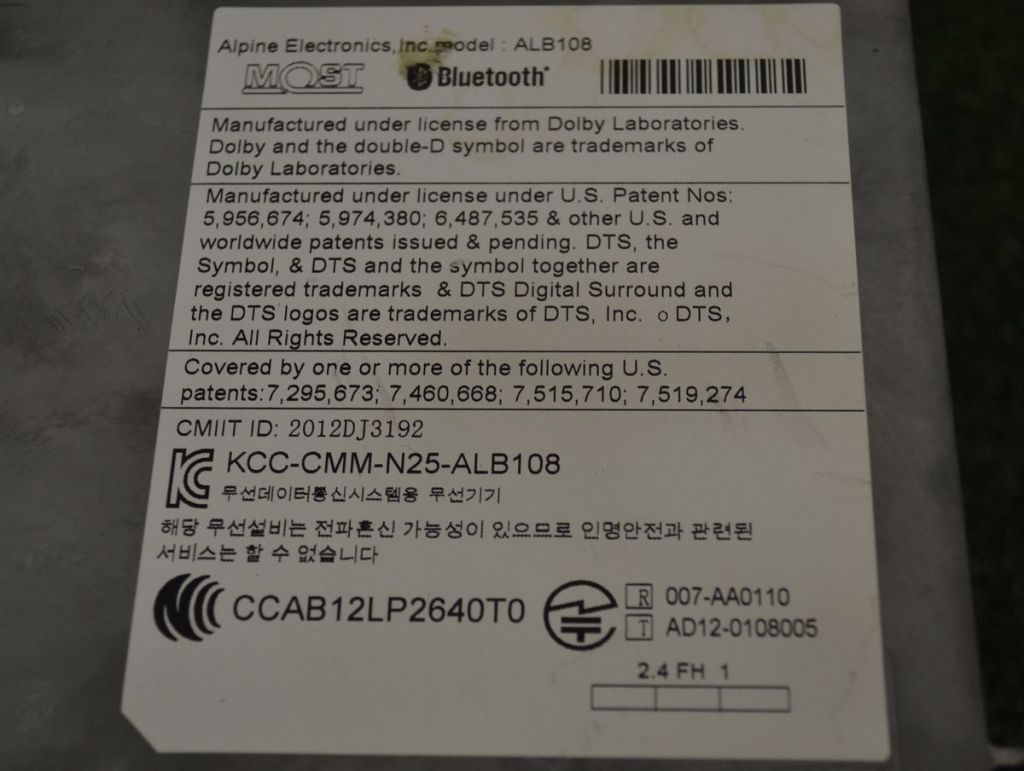 Alpine Electronics, Inc. model : ALB108
MOST Bluetooth
Manufactured under license from Dolby Laboratories.
Dolby and the double-D symbol are trademarks of
Dolby Laboratories.
Manufactured under license under U.S. Patent Nos:
5,956,674; 5,974,380; 6,487,535 & other U.S. and
worldwide patents issued & pending. DTS, the
Symbol, & DTS and the symbol together are
registered trademarks & DTS Digital Surround and
the DTS logos are trademarks of DTS, Inc. o DTS,
Inc. All Rights Reserved.
Covered by one or more of the following U.S.
patents:7,295,673; 7,460,668; 7,515,710; 7,519,274
CMIIT ID: 2012DJ3192
KCC-CMM-N25-ALB108
무선데이터통신시스템용 무선기기
해당 무선설비는 전파혼신 가능성이 있으므로 인명안전과 관련된
서비스는 할 수 없습니다
CCAB12LP2640T0
R 007-AA0110
T AD12-0108005
2.4 FH 1